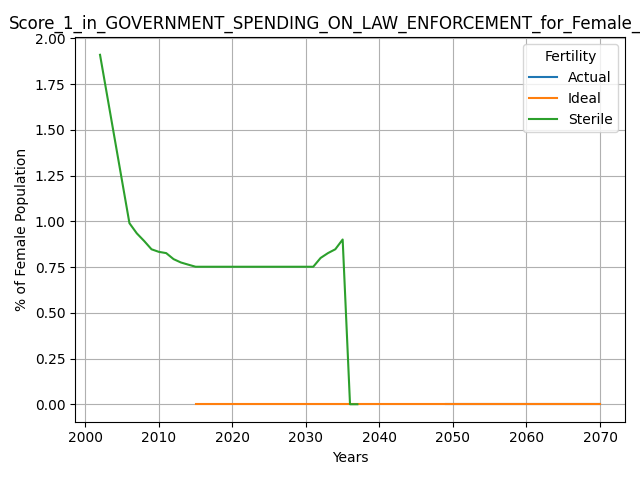 Score_1_in_GOVERNMENT_SPENDING_ON_LAW_ENFORCEMENT_for_Female_
% of Female Population
2.00
1.75
1.50
1.25
1.00
0.75
0.50
0.25
0.00
Fertility
Actual
Ideal
Sterile
2000 2010 2020 2030 2040 2050 2060 2070
Years